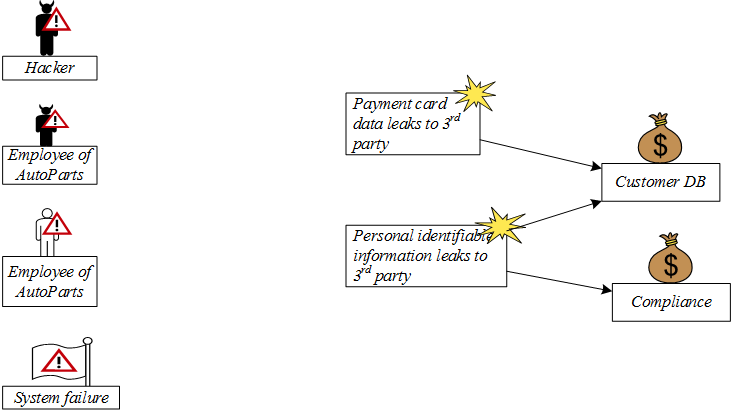 Hacker
Payment card
data leaks to 3rd
party
Employee of
AutoParts
$
Customer DB
Personal identifiable
information leaks to
3rd party
Employee of
AutoParts
$
Compliance
System failure